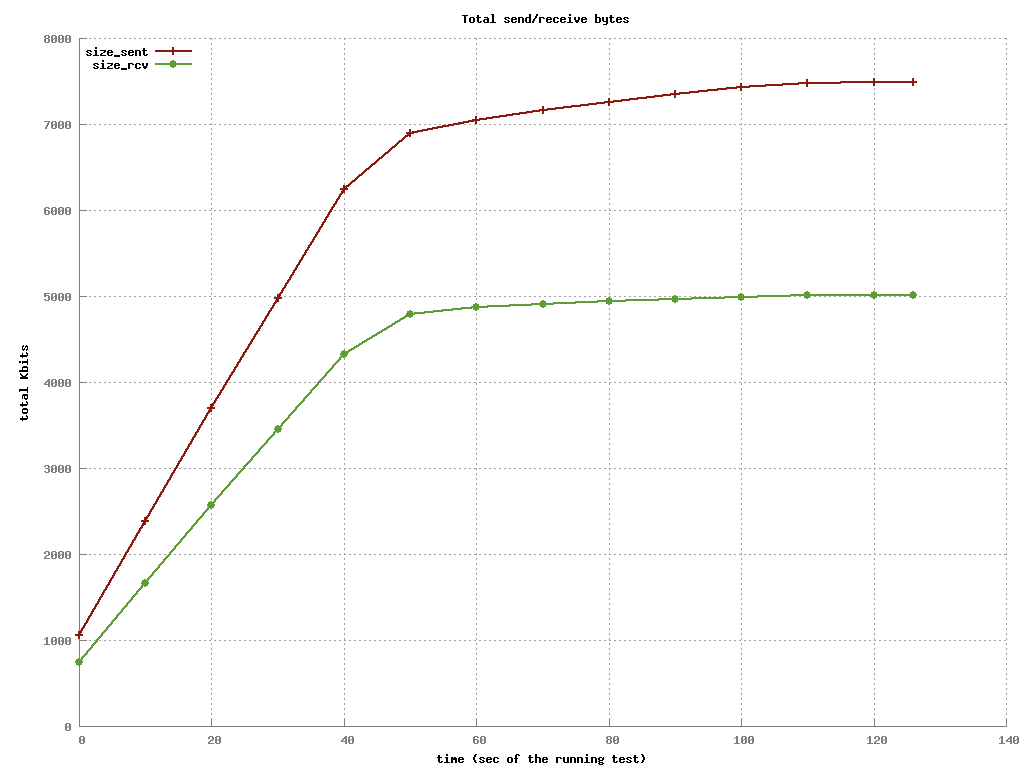 Total send/receive bytes
8000
size_sent
size_rcv
7000
6000
5000
4000
3000
2000
1000
0
total Kbits
0 20 40 60 80 100 120 140
time (sec of the running test)